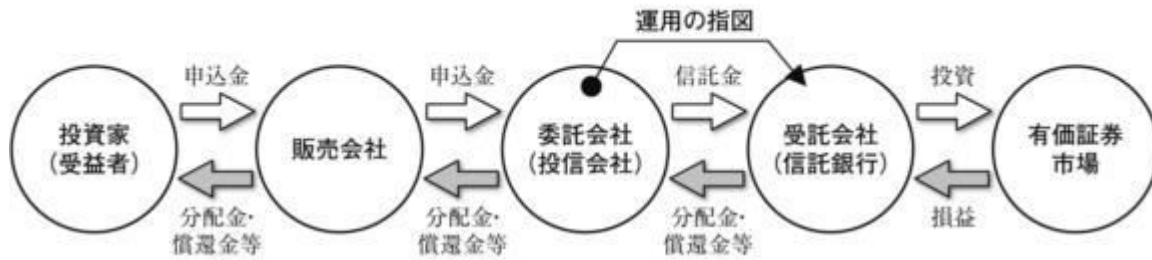 運用の指図
申込金
申込金
信託金
投資
投資家
(受益者)
販売会社
委託会社
(投信会社)
受託会社
(信託銀行)
有価証券
市場
分配金・
償還金等
分配金・
償還金等
分配金・
償還金等
損益